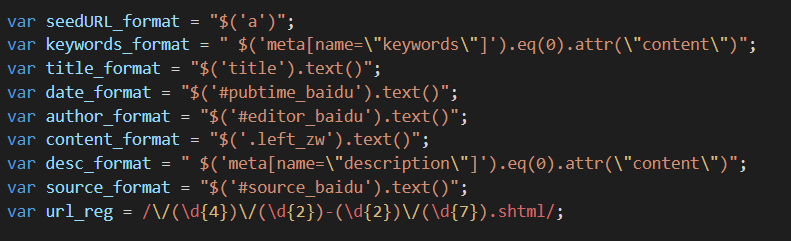 var seedURL_format = "$('a')";
var keywords_format = " $('meta[name=\"keywords\"]').eq(0).attr(\"content\")";
var title_format = "$('title').text()";
var date_format = "$('#pubtime_baidu').text()";
var author_format = "$('#editor_baidu').text()";
var content_format = "$('.left_zw').text()";
var desc_format = " $('meta[name=\"description\"]').eq(0).attr(\"content\")";
var source_format = "$('#source_baidu').text()";
var url_reg = /\/(\d{4})\/(\d{2})-(\d{2})\/(\d{7}).shtml/;